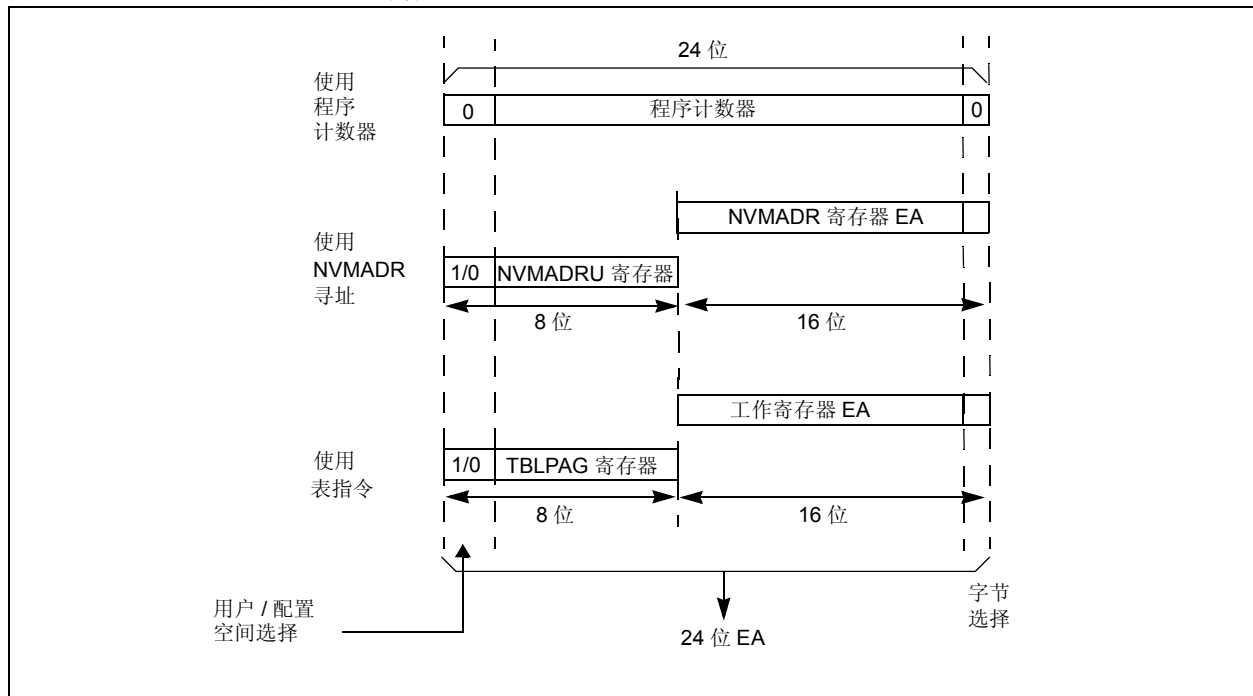 24 位
使用
程序
计数器
0
程序计数器
0
NVMADR 寄存器 EA
使用
NVMADR
寻址
1/0
NVMADRU 寄存器
8 位
16 位
工作寄存器 EA
使用
表指令
1/0
TBLPAG 寄存器
8 位
16 位
用户 / 配置
空间选择
24 位 EA
字节
选择